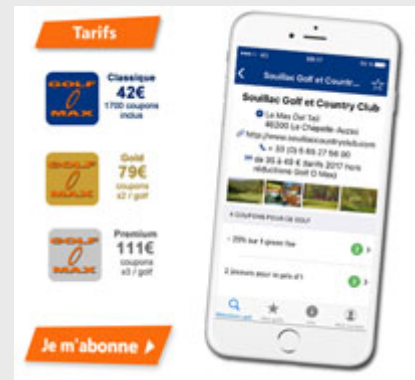 Tarifs
GOLF
O
MAX
Classique
42€
1700 coupons
inclus
GOLF
O
MAX
Gold
79€
coupons
x2 / golf
GOLF
O
MAX
Premium
111€
coupons
x3 / golf
Je m'abonne
Souillac Golf et Countr...
Souillac Golf et Country Club
Le Mas Del Teil
46200 La Chapelle-Auzac
http://www.souillaccountryclub.com
+ 33 (0) 5 65 27 56 00
de 35 à 49 € (tarifs 2017 hors
réductions Golf O Max)
4 COUPONS POUR CE GOLF
- 20% sur 1 green fee
2 joueurs pour le prix d'1